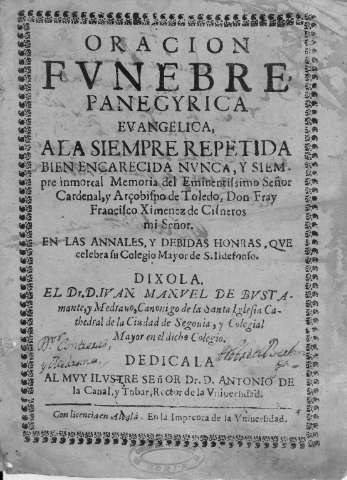 ORACION
FVNEBRE,
PANEGYRICA
EVANGELICA,
A LA SIEMPRE REPETIDA
BIEN ENCARECIDA NVNCA, Y SIEM-
pre inmortal Memoria del Eminentissimo Señor
Cardenal, y Arçobispo de Toledo, Don Fray
Francisco Ximenez de Cisneros
mi Señor.
EN LAS ANNALES, Y DEBIDAS HONRAS, QVE
celebra su Colegio Mayor de S. Ildefonso.
DIXOLA.
EL Dr. D. IVAN MANVEL DE BVSTA-
mante, y Medrano, Canonigo de la Santa Iglesia Ca-
thedral de la Ciudad de Segovia, y Colegial
Mayor en el dicho Colegio.
DEDICALA
AL MVY ILVSTRE SEñOR Dr. D. ANTONIO DE
la Canal, y Tobar, Rector de la Vniversidad.
Con licencia en Alcalà. En la Imprenta de la Vniversidad.